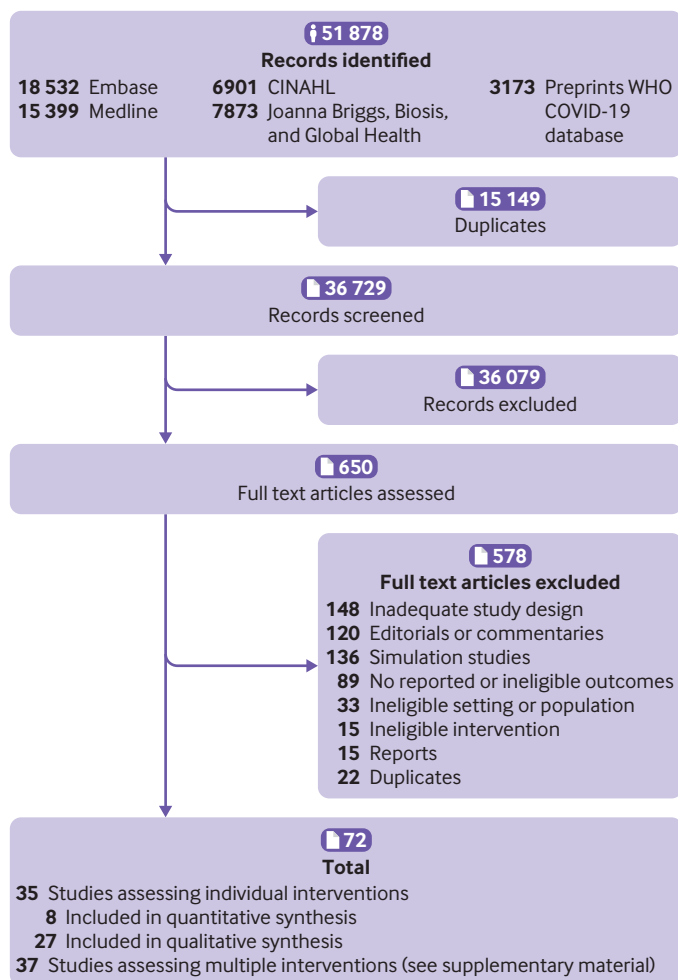 51 878
Records identified
18 532 Embase
15 399 Medline
6901 CINAHL
7873 Joanna Briggs, Biosis,
and Global Health
3173 Preprints WHO
COVID-19
database
15 149
Duplicates
36 729
Records screened
36 079
Records excluded
650
Full text articles assessed
578
Full text articles excluded
148 Inadequate study design
120 Editorials or commentaries
136 Simulation studies
89 No reported or ineligible outcomes
33 Ineligible setting or population
15 Ineligible intervention
15 Reports
22 Duplicates
72
Total
35 Studies assessing individual interventions
8 Included in quantitative synthesis
27 Included in qualitative synthesis
37 Studies assessing multiple interventions (see supplementary material)